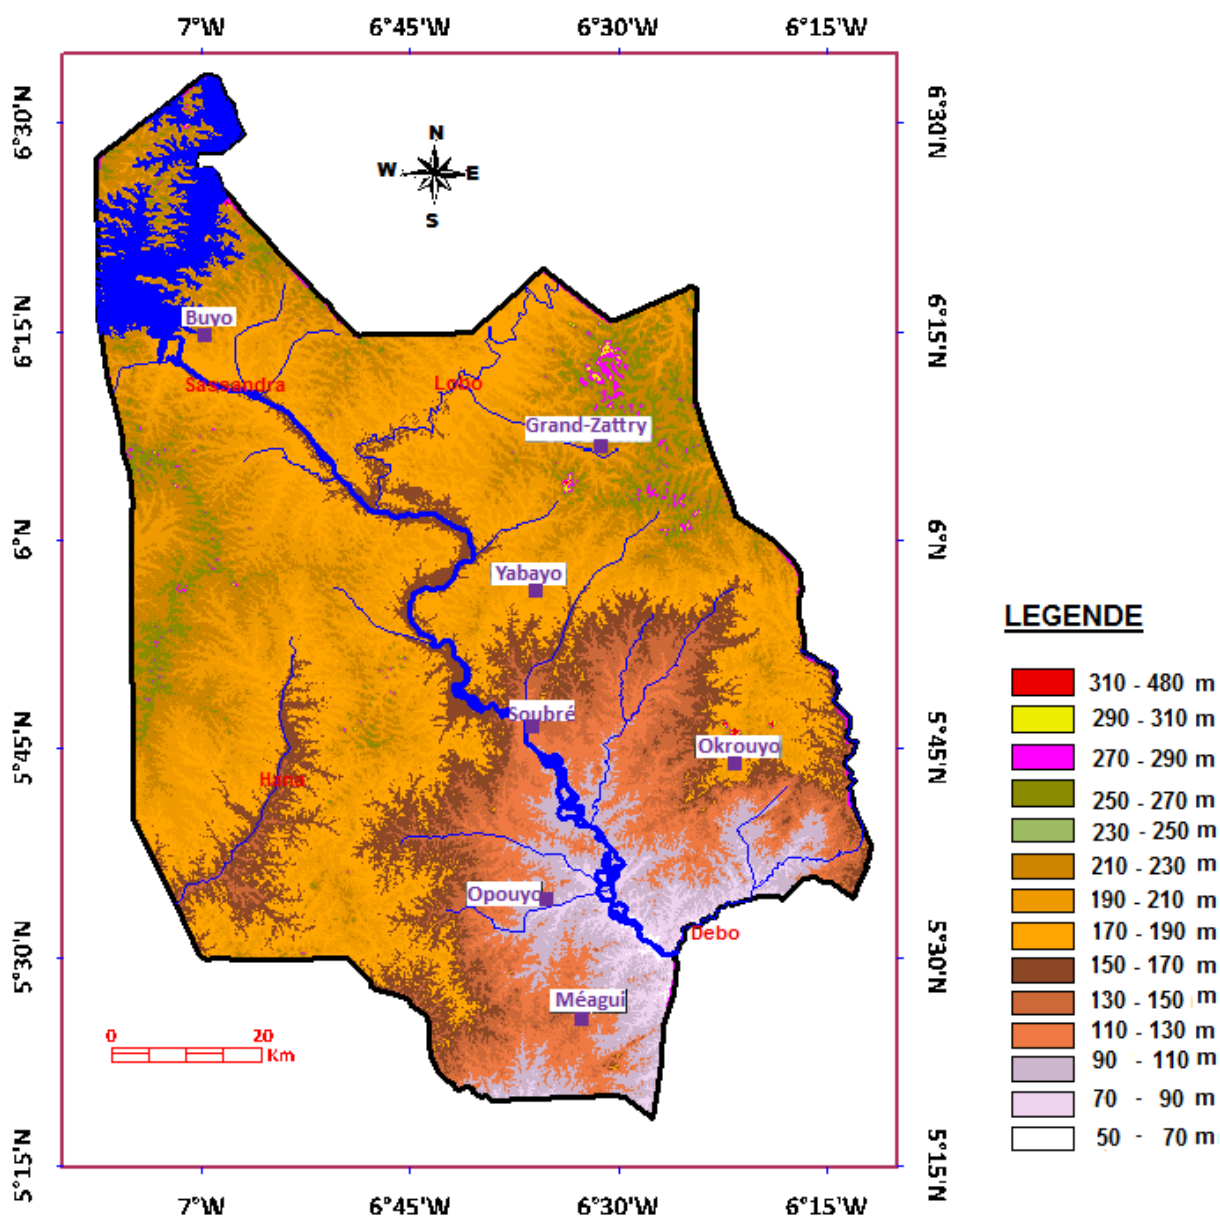 7°W 6°45'W 6°30'W 6°15'W
6°30'N 6°30'N
N
W E
S
6°15'N 6°15'N
Buyo
Sassandra Lobo
Grand-Zattry
6°N 6°N
Yabayo
Soubré
5°45'N 5°45'N
Okrouyo
Hana
Opouyo
Debo
5°30'N 5°30'N
Méagui
0 20
Km
5°15'N 5°15'N
7°W 6°45'W 6°30'W 6°15'W
LEGENDE
310 - 480 m
290 - 310 m
270 - 290 m
250 - 270 m
230 - 250 m
210 - 230 m
190 - 210 m
170 - 190 m
150 - 170 m
130 - 150 m
110 - 130 m
90 - 110 m
70 - 90 m
50 - 70 m